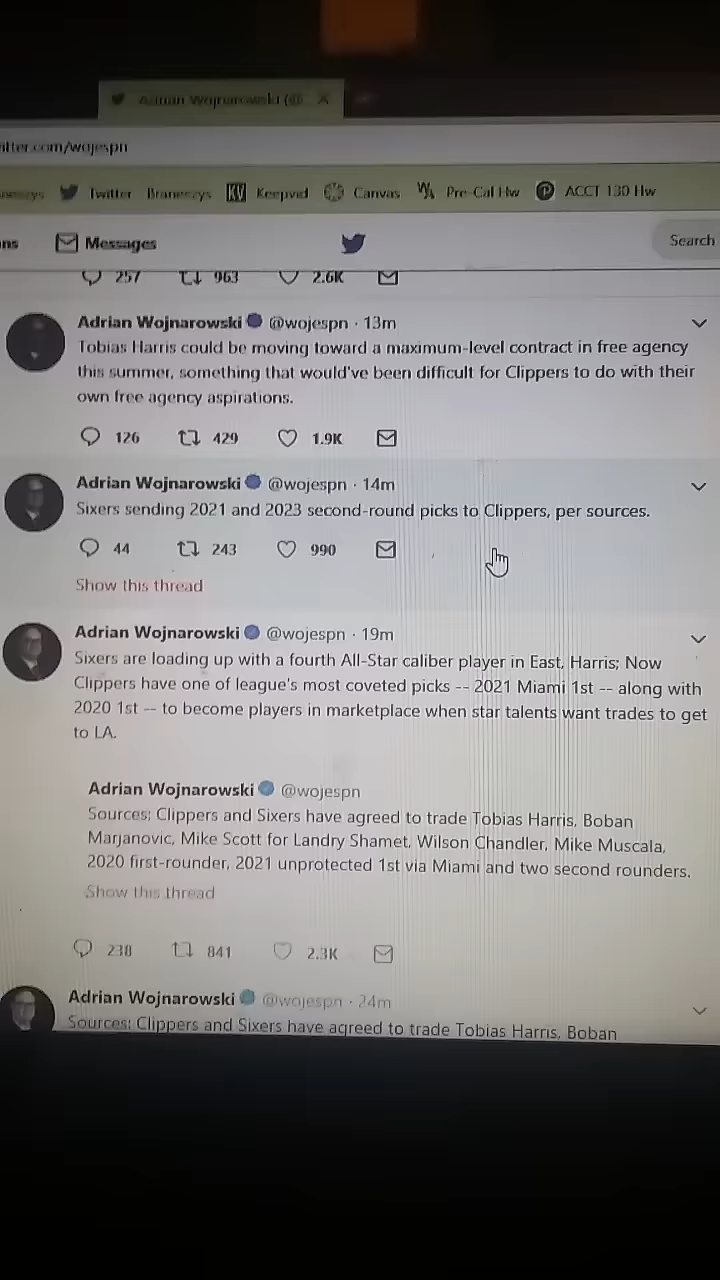 Adrian Wojnarowski (@
itter.com/wojespn
Twitter Braneszys KV Keepvid Canvas Pre-Cal Hw ACCT 130 Hw
ns Messages Search
257 963 2.6K
Adrian Wojnarowski @wojespn · 13m
Tobias Harris could be moving toward a maximum-level contract in free agency
this summer, something that would've been difficult for Clippers to do with their
own free agency aspirations.
126 429 1.9K
Adrian Wojnarowski @wojespn · 14m
Sixers sending 2021 and 2023 second-round picks to Clippers, per sources.
44 243 990
Show this thread
Adrian Wojnarowski @wojespn · 19m
Sixers are loading up with a fourth All-Star caliber player in East, Harris; Now
Clippers have one of league's most coveted picks -- 2021 Miami 1st -- along with
2020 1st -- to become players in marketplace when star talents want trades to get
to LA.
Adrian Wojnarowski @wojespn
Sources: Clippers and Sixers have agreed to trade Tobias Harris, Boban
Marjanovic, Mike Scott for Landry Shamet, Wilson Chandler, Mike Muscala,
2020 first-rounder, 2021 unprotected 1st via Miami and two second rounders.
Show this thread
238 841 2.3K
Adrian Wojnarowski @wojespn · 24m
Sources: Clippers and Sixers have agreed to trade Tobias Harris, Boban